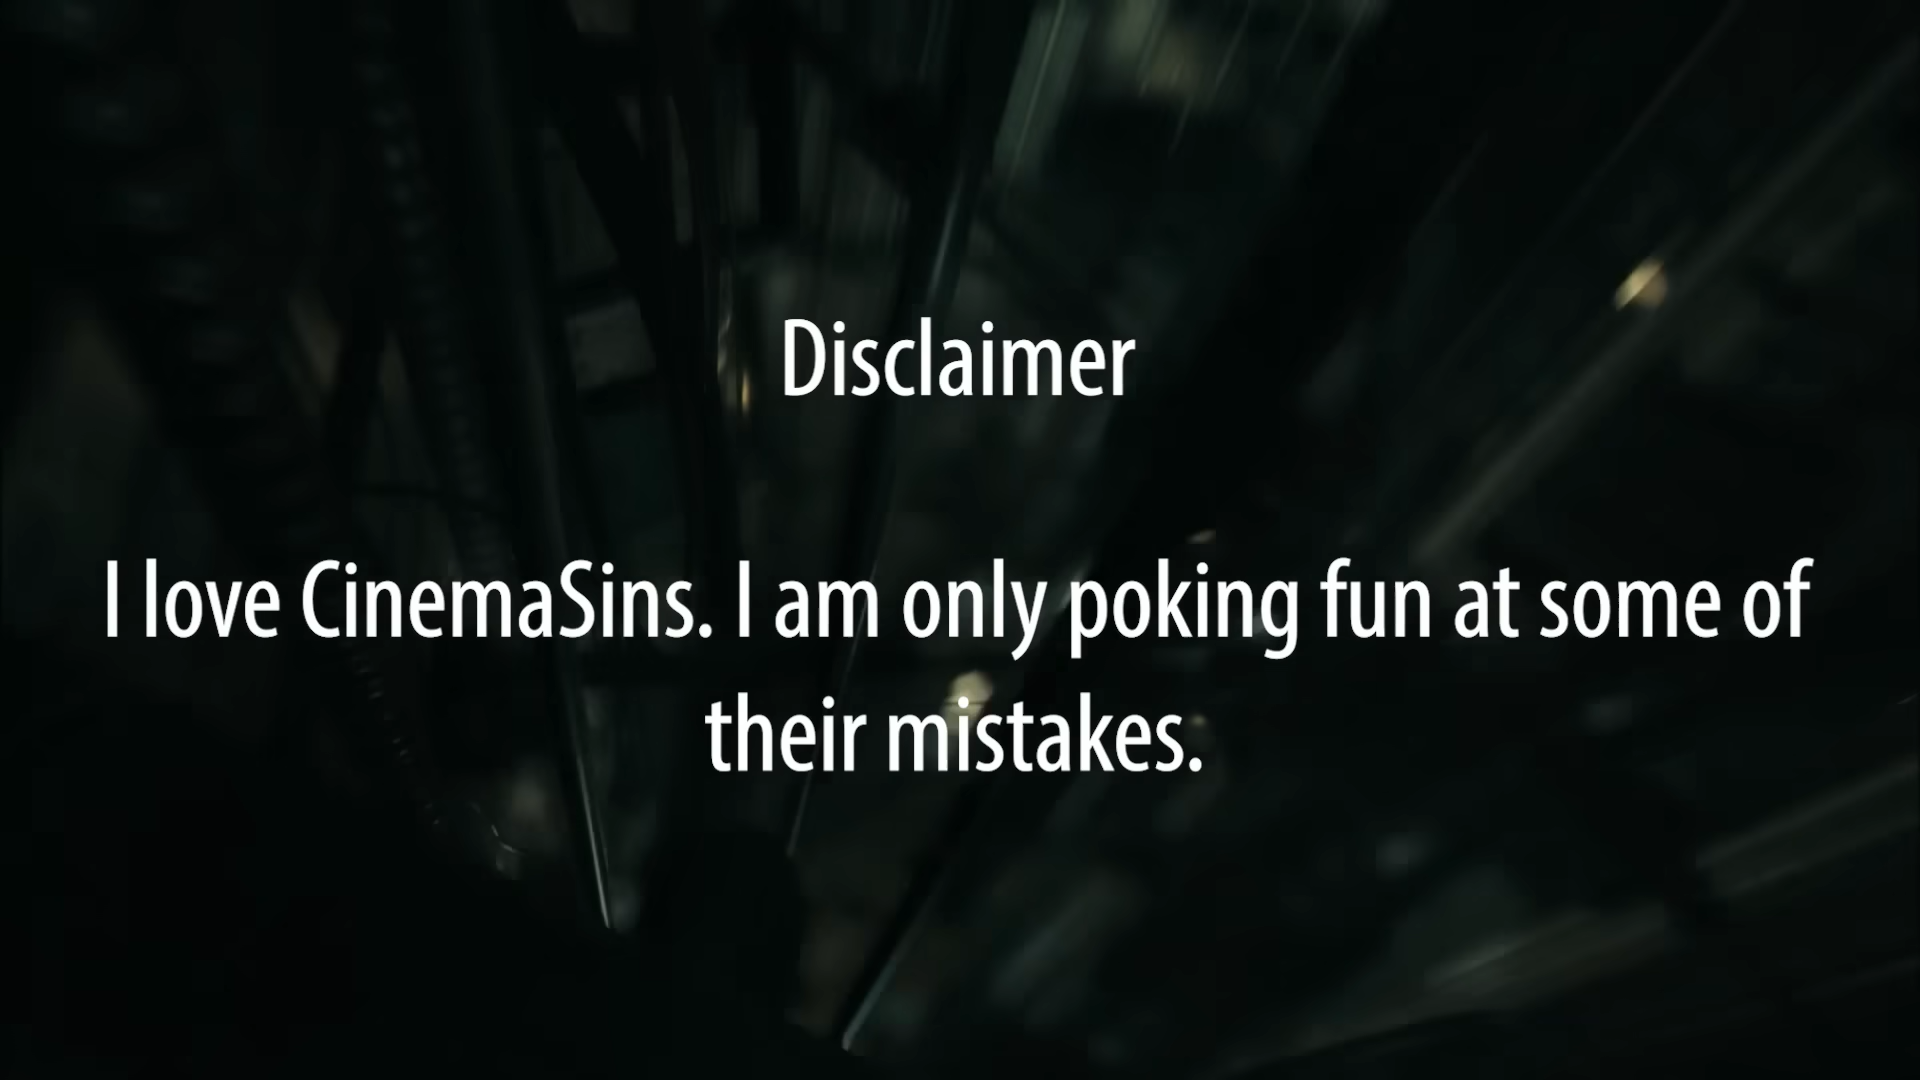 Disclaimer
I love CinemaSins. I am only poking fun at some of
their mistakes.